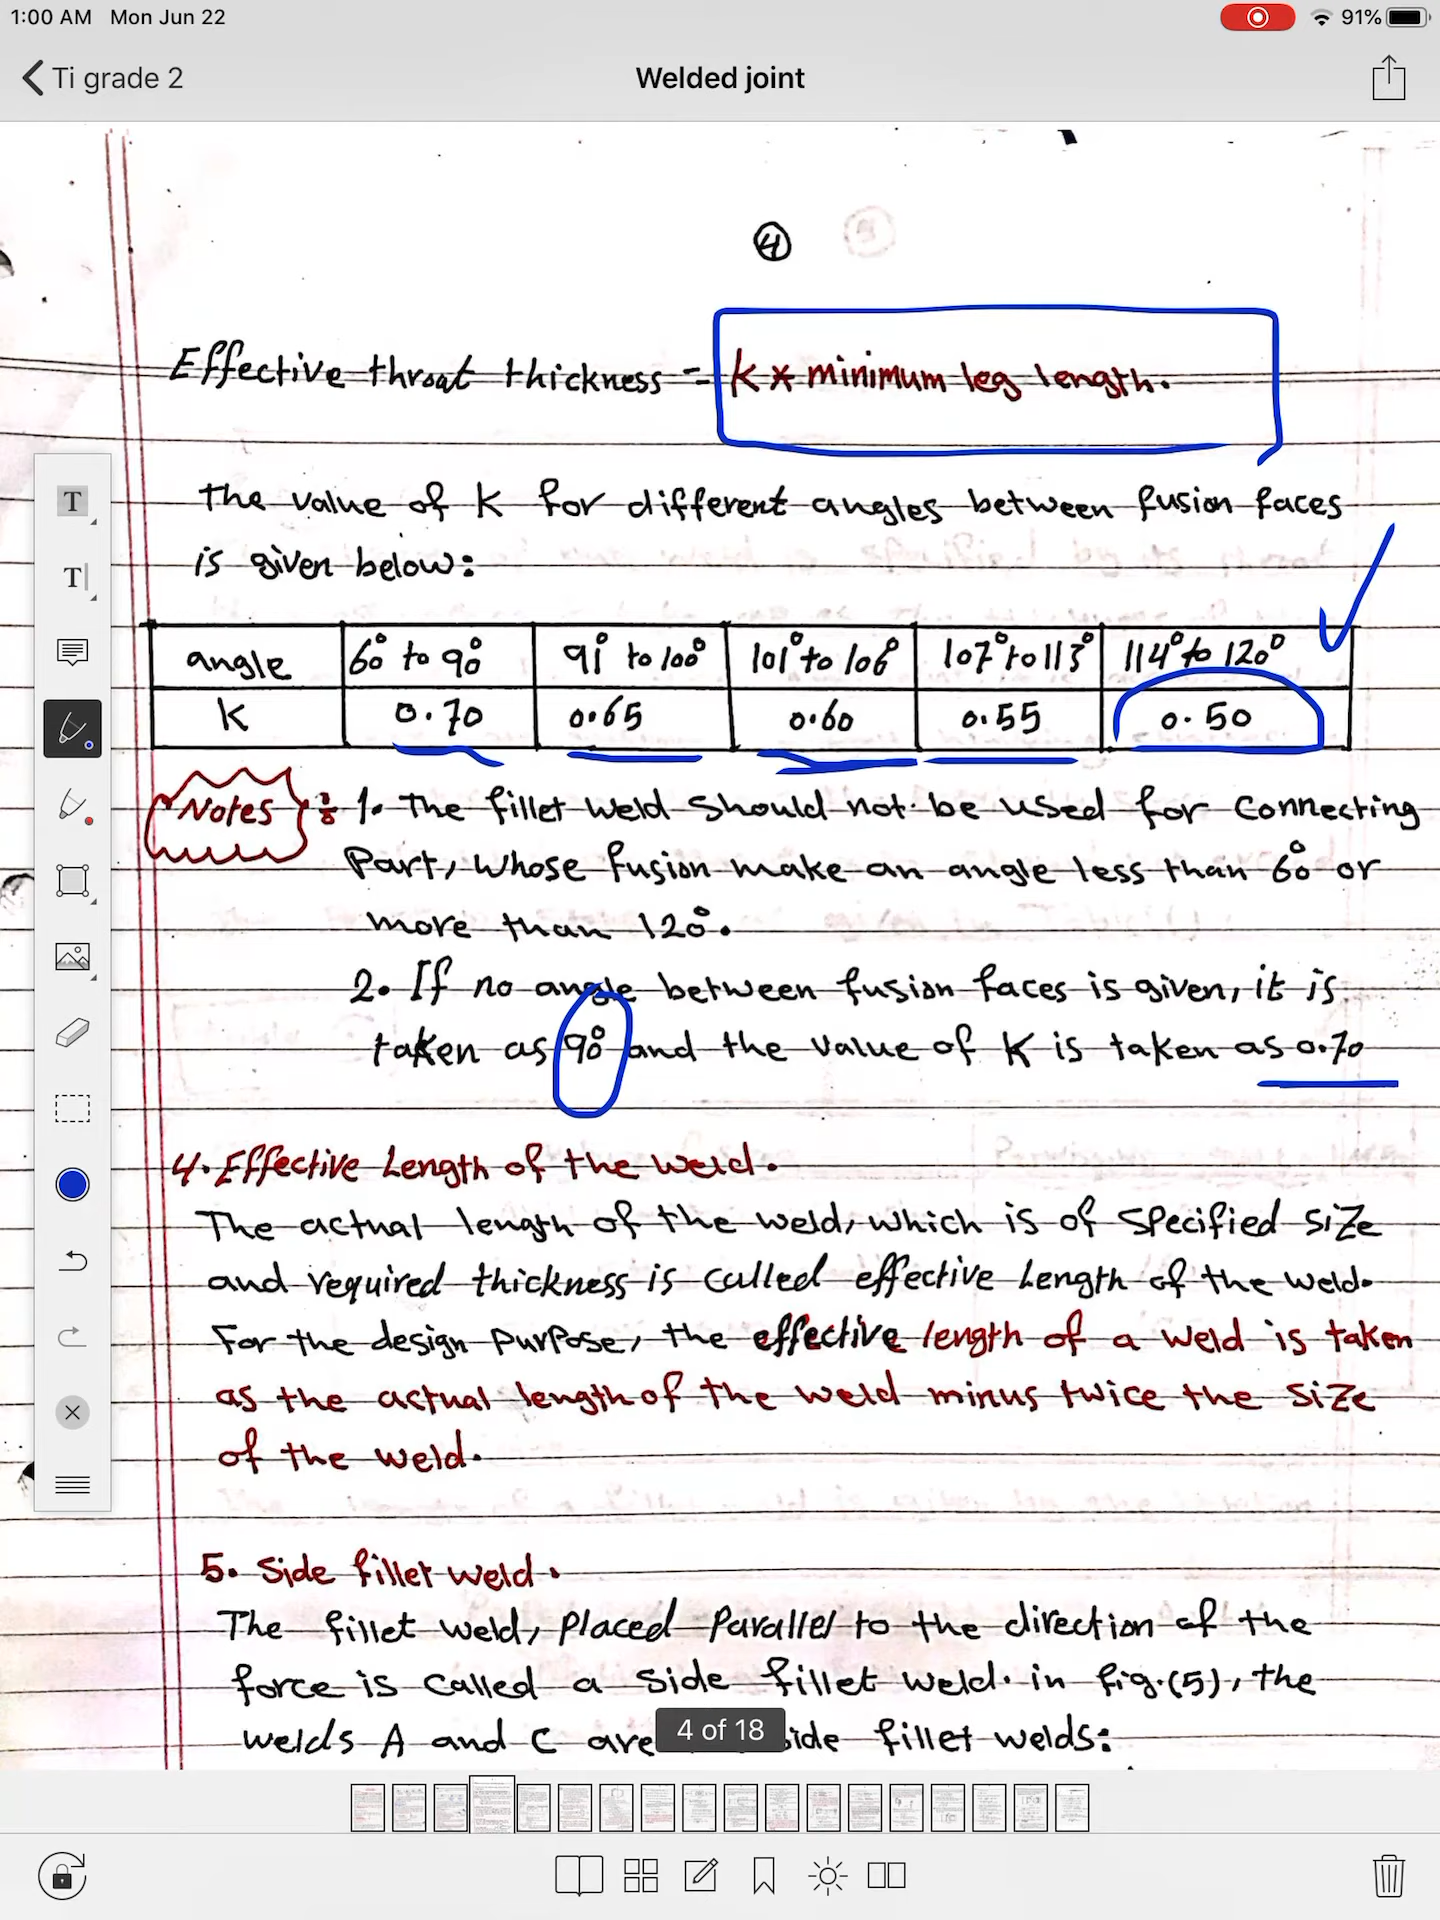 1:00 AM Mon Jun 22
91%
Ti grade 2
Welded joint
4
Effective throat thickness = K * minimum leg length.
The value of K for different angles between fusion faces
is given below:
angle 60° to 90° 91° to 100° 101° to 106° 107° to 113° 114° to 120°
K 0.70 0.65 0.60 0.55 0.50
Notes : 1. The fillet weld should not be used for connecting
Part, whose fusion make an angle less than 60° or
more than 120°.
2. If no angle between fusion faces is given, it is
taken as 90° and the value of K is taken as 0.70
4. Effective Length of the weld.
The actual length of the weld, which is of specified size
and required thickness is called effective Length of the weld.
For the design purpose, the effective length of a weld is taken
as the actual length of the weld minus twice the size
of the weld.
5. Side fillet weld.
The fillet weld, placed parallel to the direction of the
force is called a side fillet weld. in fig.(5), the
welds A and C are side fillet welds:
4 of 18
T
T